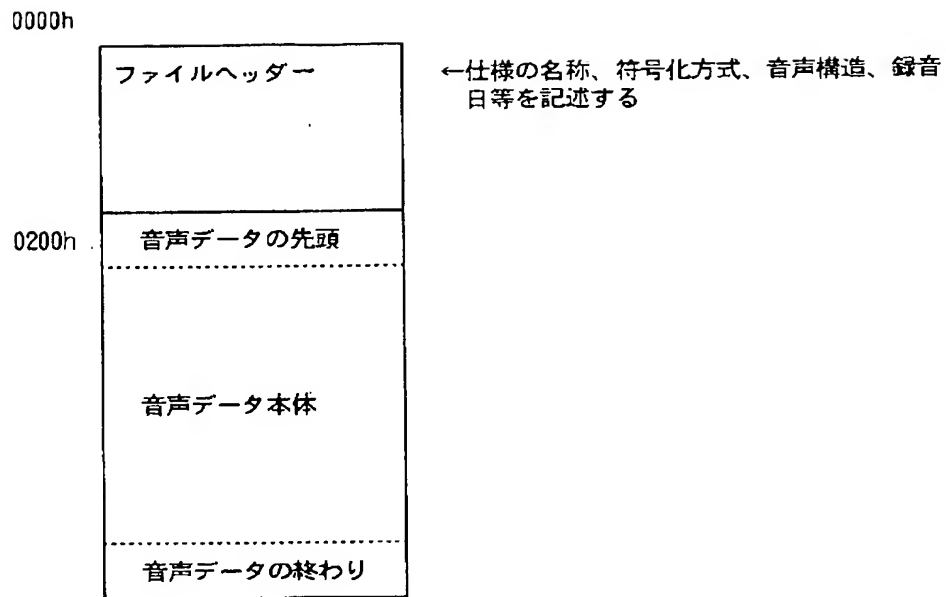 0000h
ファイルヘッダー
←仕様の名称、符号化方式、音声構造、録音
日等を記述する
0200h
音声データの先頭
音声データ本体
音声データの終わり